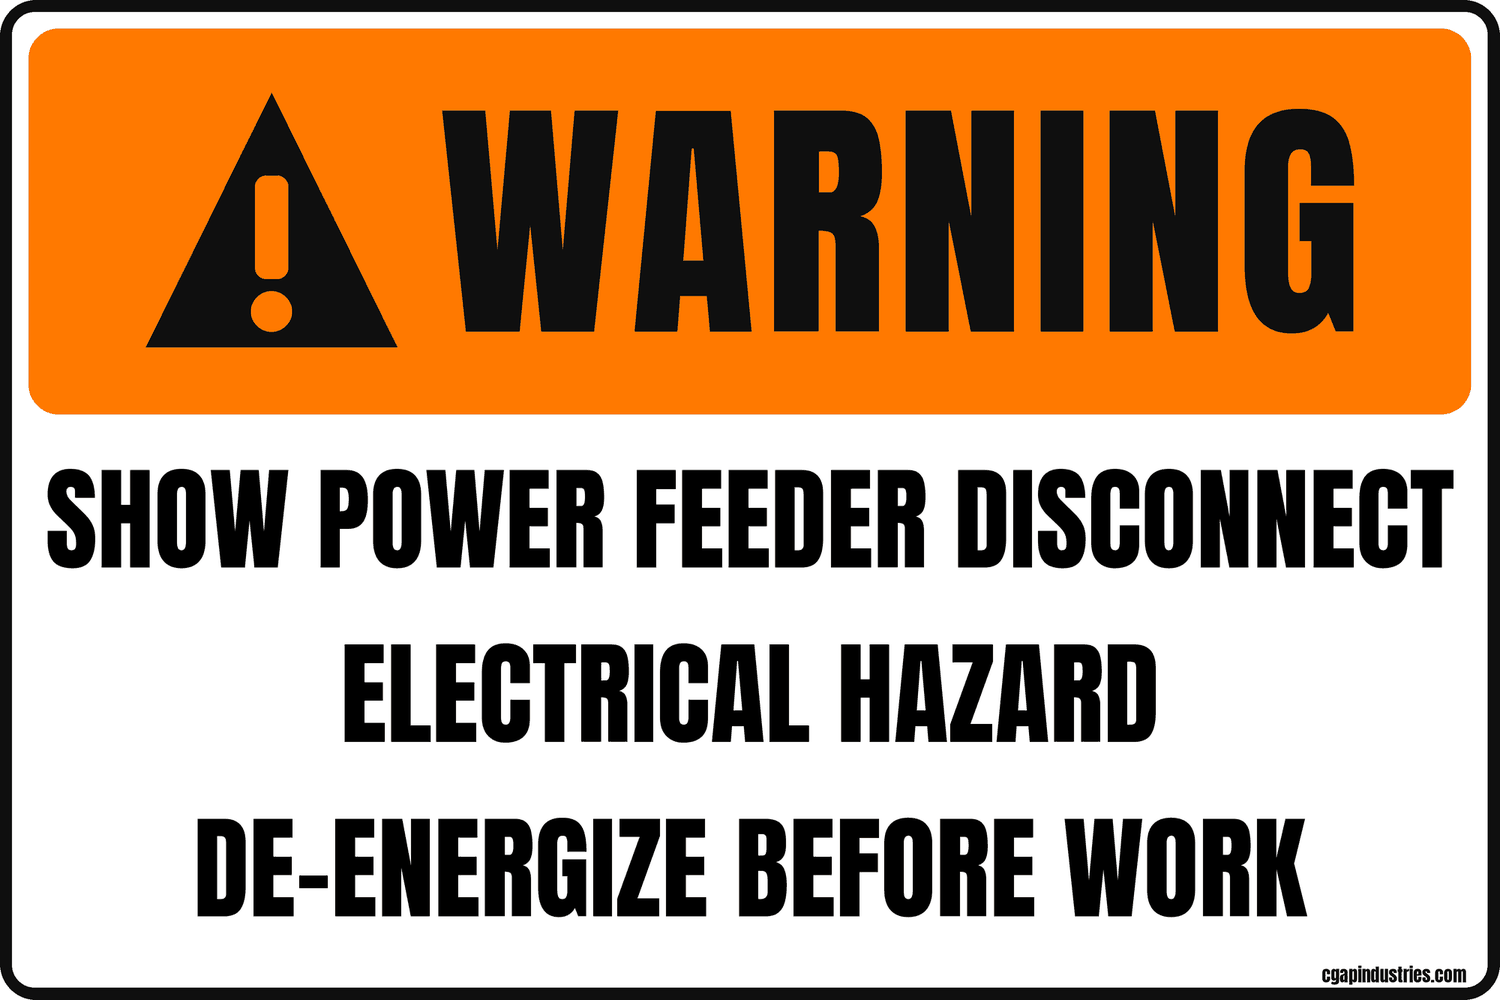 WARNING
SHOW POWER FEEDER DISCONNECT
ELECTRICAL HAZARD
DE-ENERGIZE BEFORE WORK
cgapindustries.com